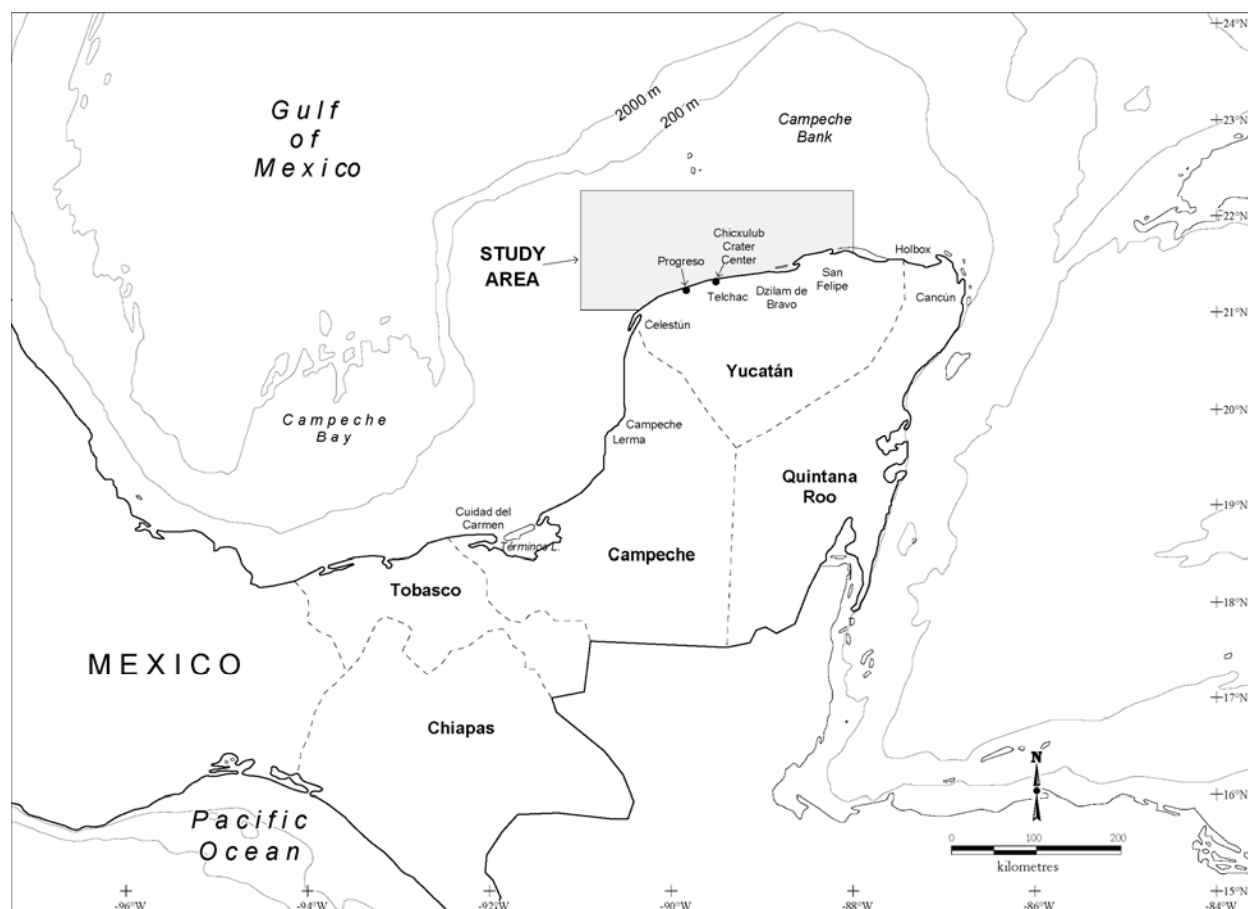 24°N
Gulf
of
Mexico
2000 m
200 m
Campeche
Bank
23°N
22°N
STUDY
AREA
Chicxulub
Crater
Center
Progreso
Holbox
San
Felipe
Telchac
Dzilam de
Bravo
Cancún
21°N
Celestún
Yucatán
Campeche
Bay
Campeche
Lerma
20°N
Quintana
Roo
19°N
Cuidad del
Carmen
Términos L.
Campeche
Tobasco
18°N
MEXICO
17°N
Chiapas
N
16°N
Pacific
Ocean
0 100 200
kilometres
-96°W -94°W -92°W -90°W -88°W -86°W -84°W
15°N